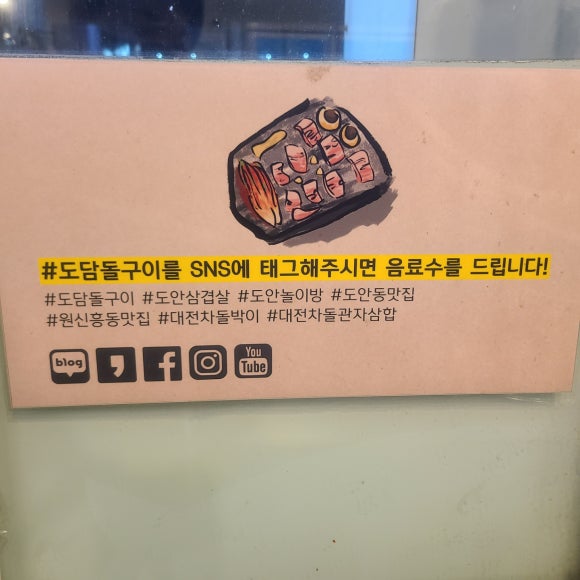 #도담돌구이를 SNS에 태그해주시면 음료수를 드립니다!
#도담돌구이 #도안삼겹살 #도안놀이방 #도안동맛집
#원신흥동맛집 #대전차돌박이 #대전차돌관자삼합
blog You Tube